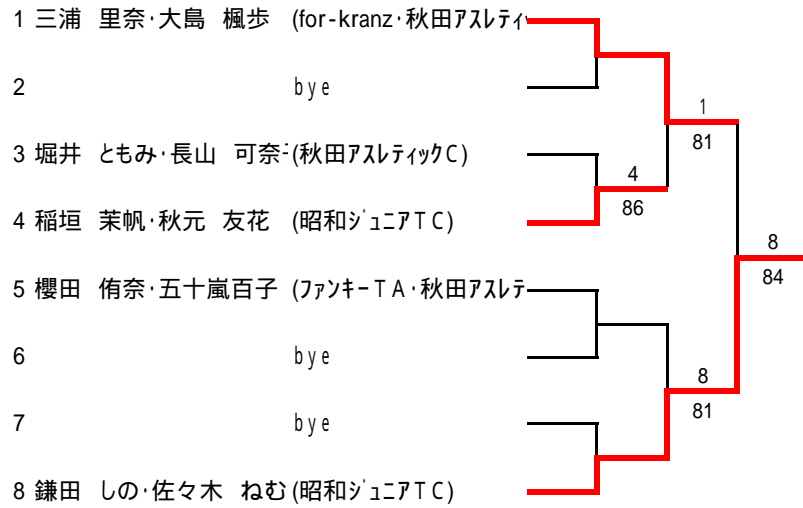 1 三浦 里奈･大島 楓歩 (for-kranz･秋田ｱｽﾚﾃｨ
2 bye
1
81
3 堀井 ともみ･長山 可奈 (秋田ｱｽﾚﾃｨｯｸC)
4
86
4 稲垣 茉帆･秋元 友花 (昭和ｼﾞｭﾆｱTC)
8
84
5 櫻田 侑奈･五十嵐百子 (ﾌｧﾝｷｰTA･秋田ｱｽﾚﾃ
6 bye
8
81
7 bye
8 鎌田 しの･佐々木 ねむ (昭和ｼﾞｭﾆｱTC)